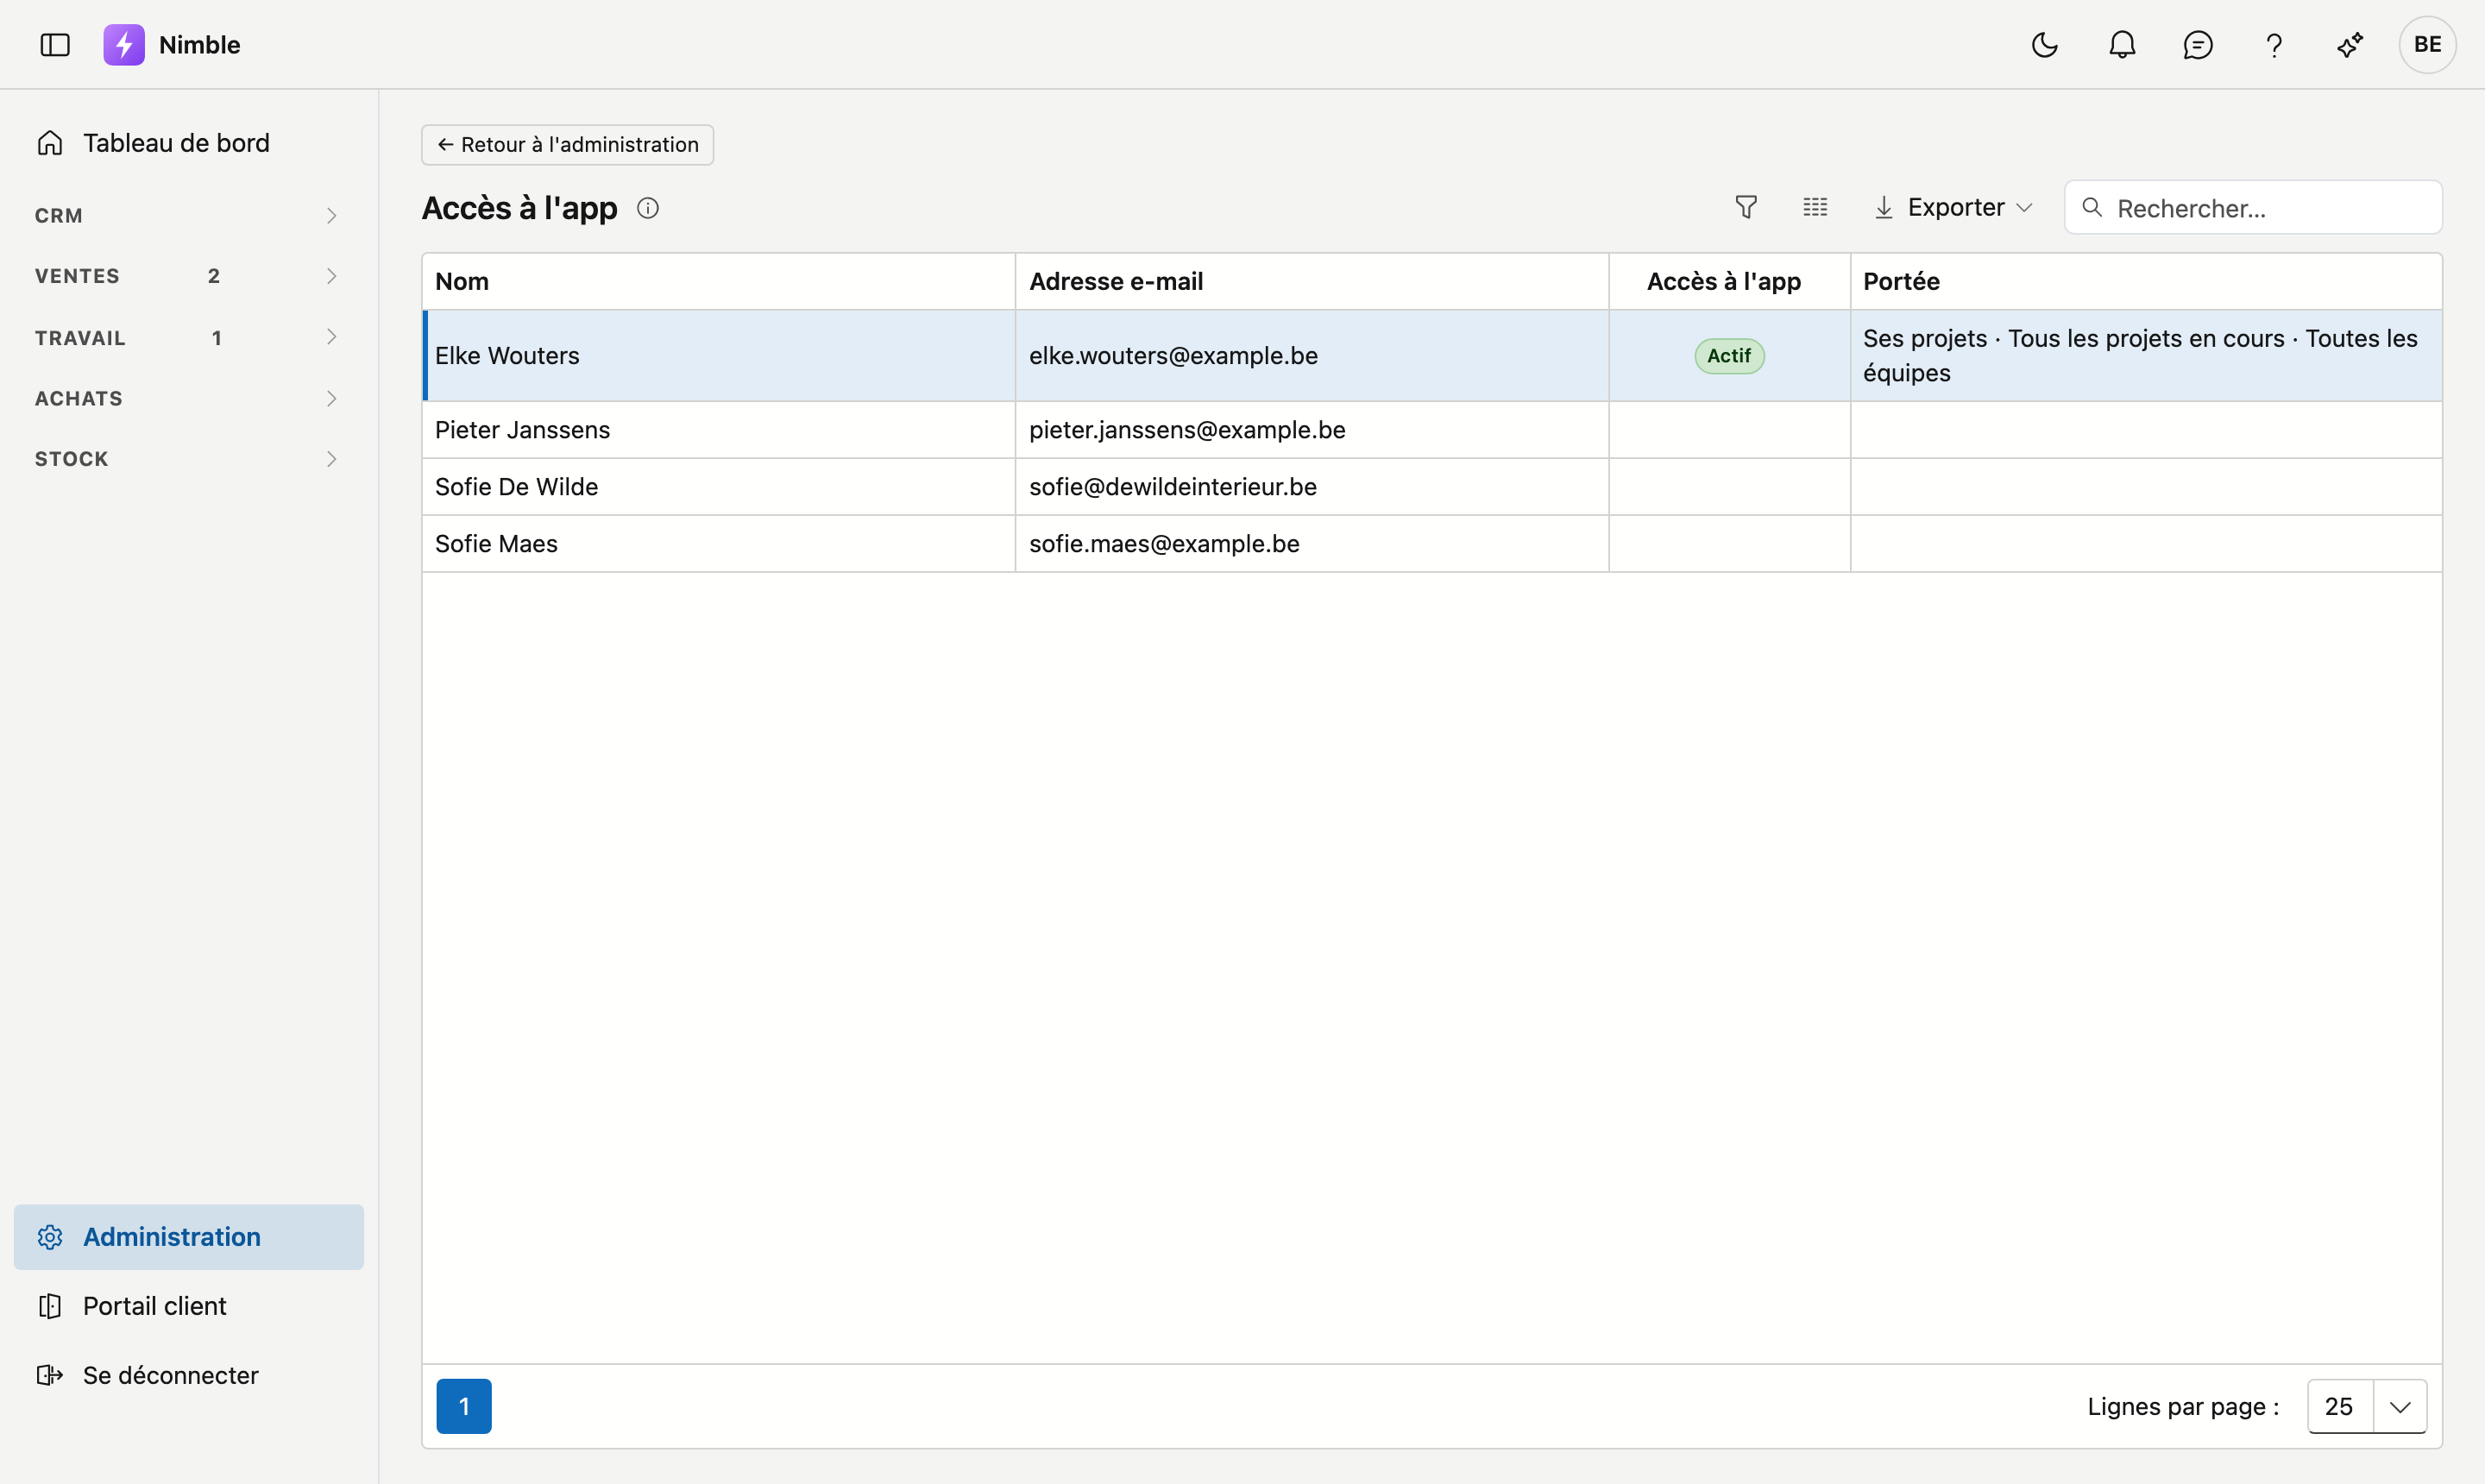 Nimble
BE
Tableau de bord
CRM
VENTES 2
TRAVAIL 1
ACHATS
STOCK
Administration
Portail client
Se déconnecter
← Retour à l'administration
Accès à l'app
Exporter
Rechercher...
Nom Adresse e-mail Accès à l'app Portée
Elke Wouters elke.wouters@example.be Actif Ses projets · Tous les projets en cours · Toutes les
équipes
Pieter Janssens pieter.janssens@example.be
Sofie De Wilde sofie@dewildeinterieur.be
Sofie Maes sofie.maes@example.be
1
Lignes par page : 25